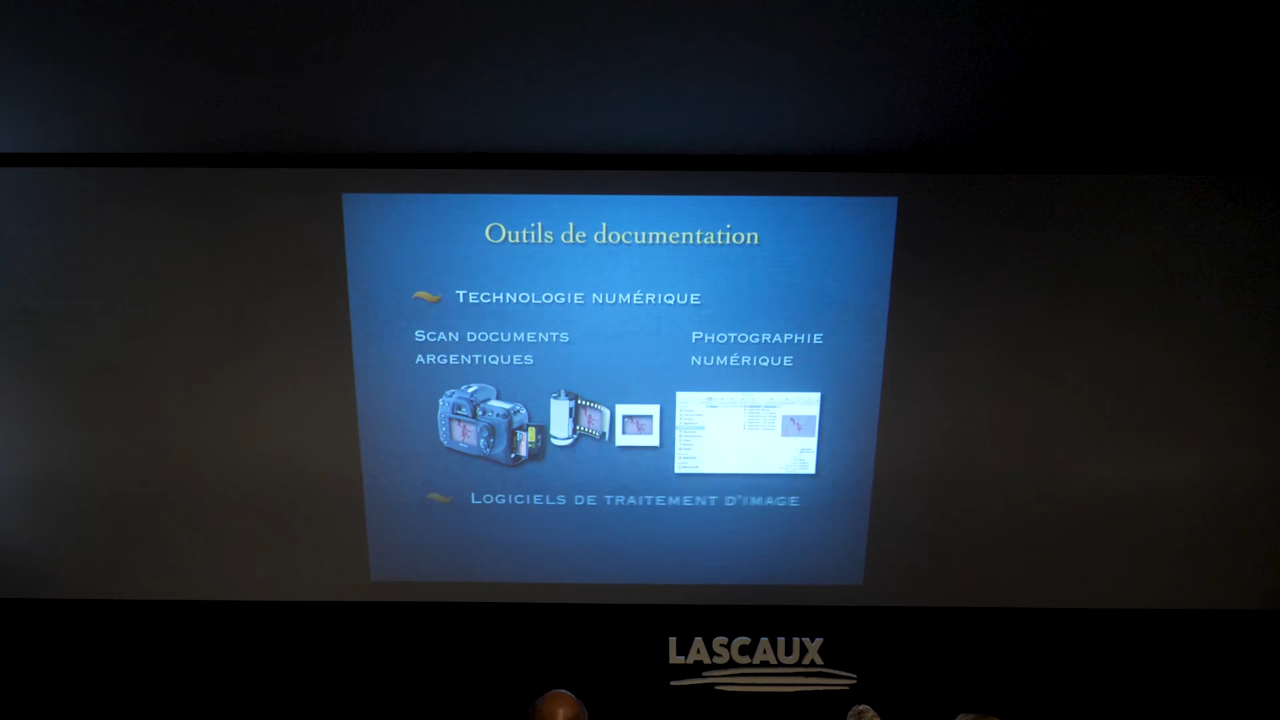 Outils de documentation
TECHNOLOGIE NUMÉRIQUE
SCAN DOCUMENTS
ARGENTIQUES
PHOTOGRAPHIE
NUMÉRIQUE
LOGICIELS DE TRAITEMENT D'IMAGE
LASCAUX